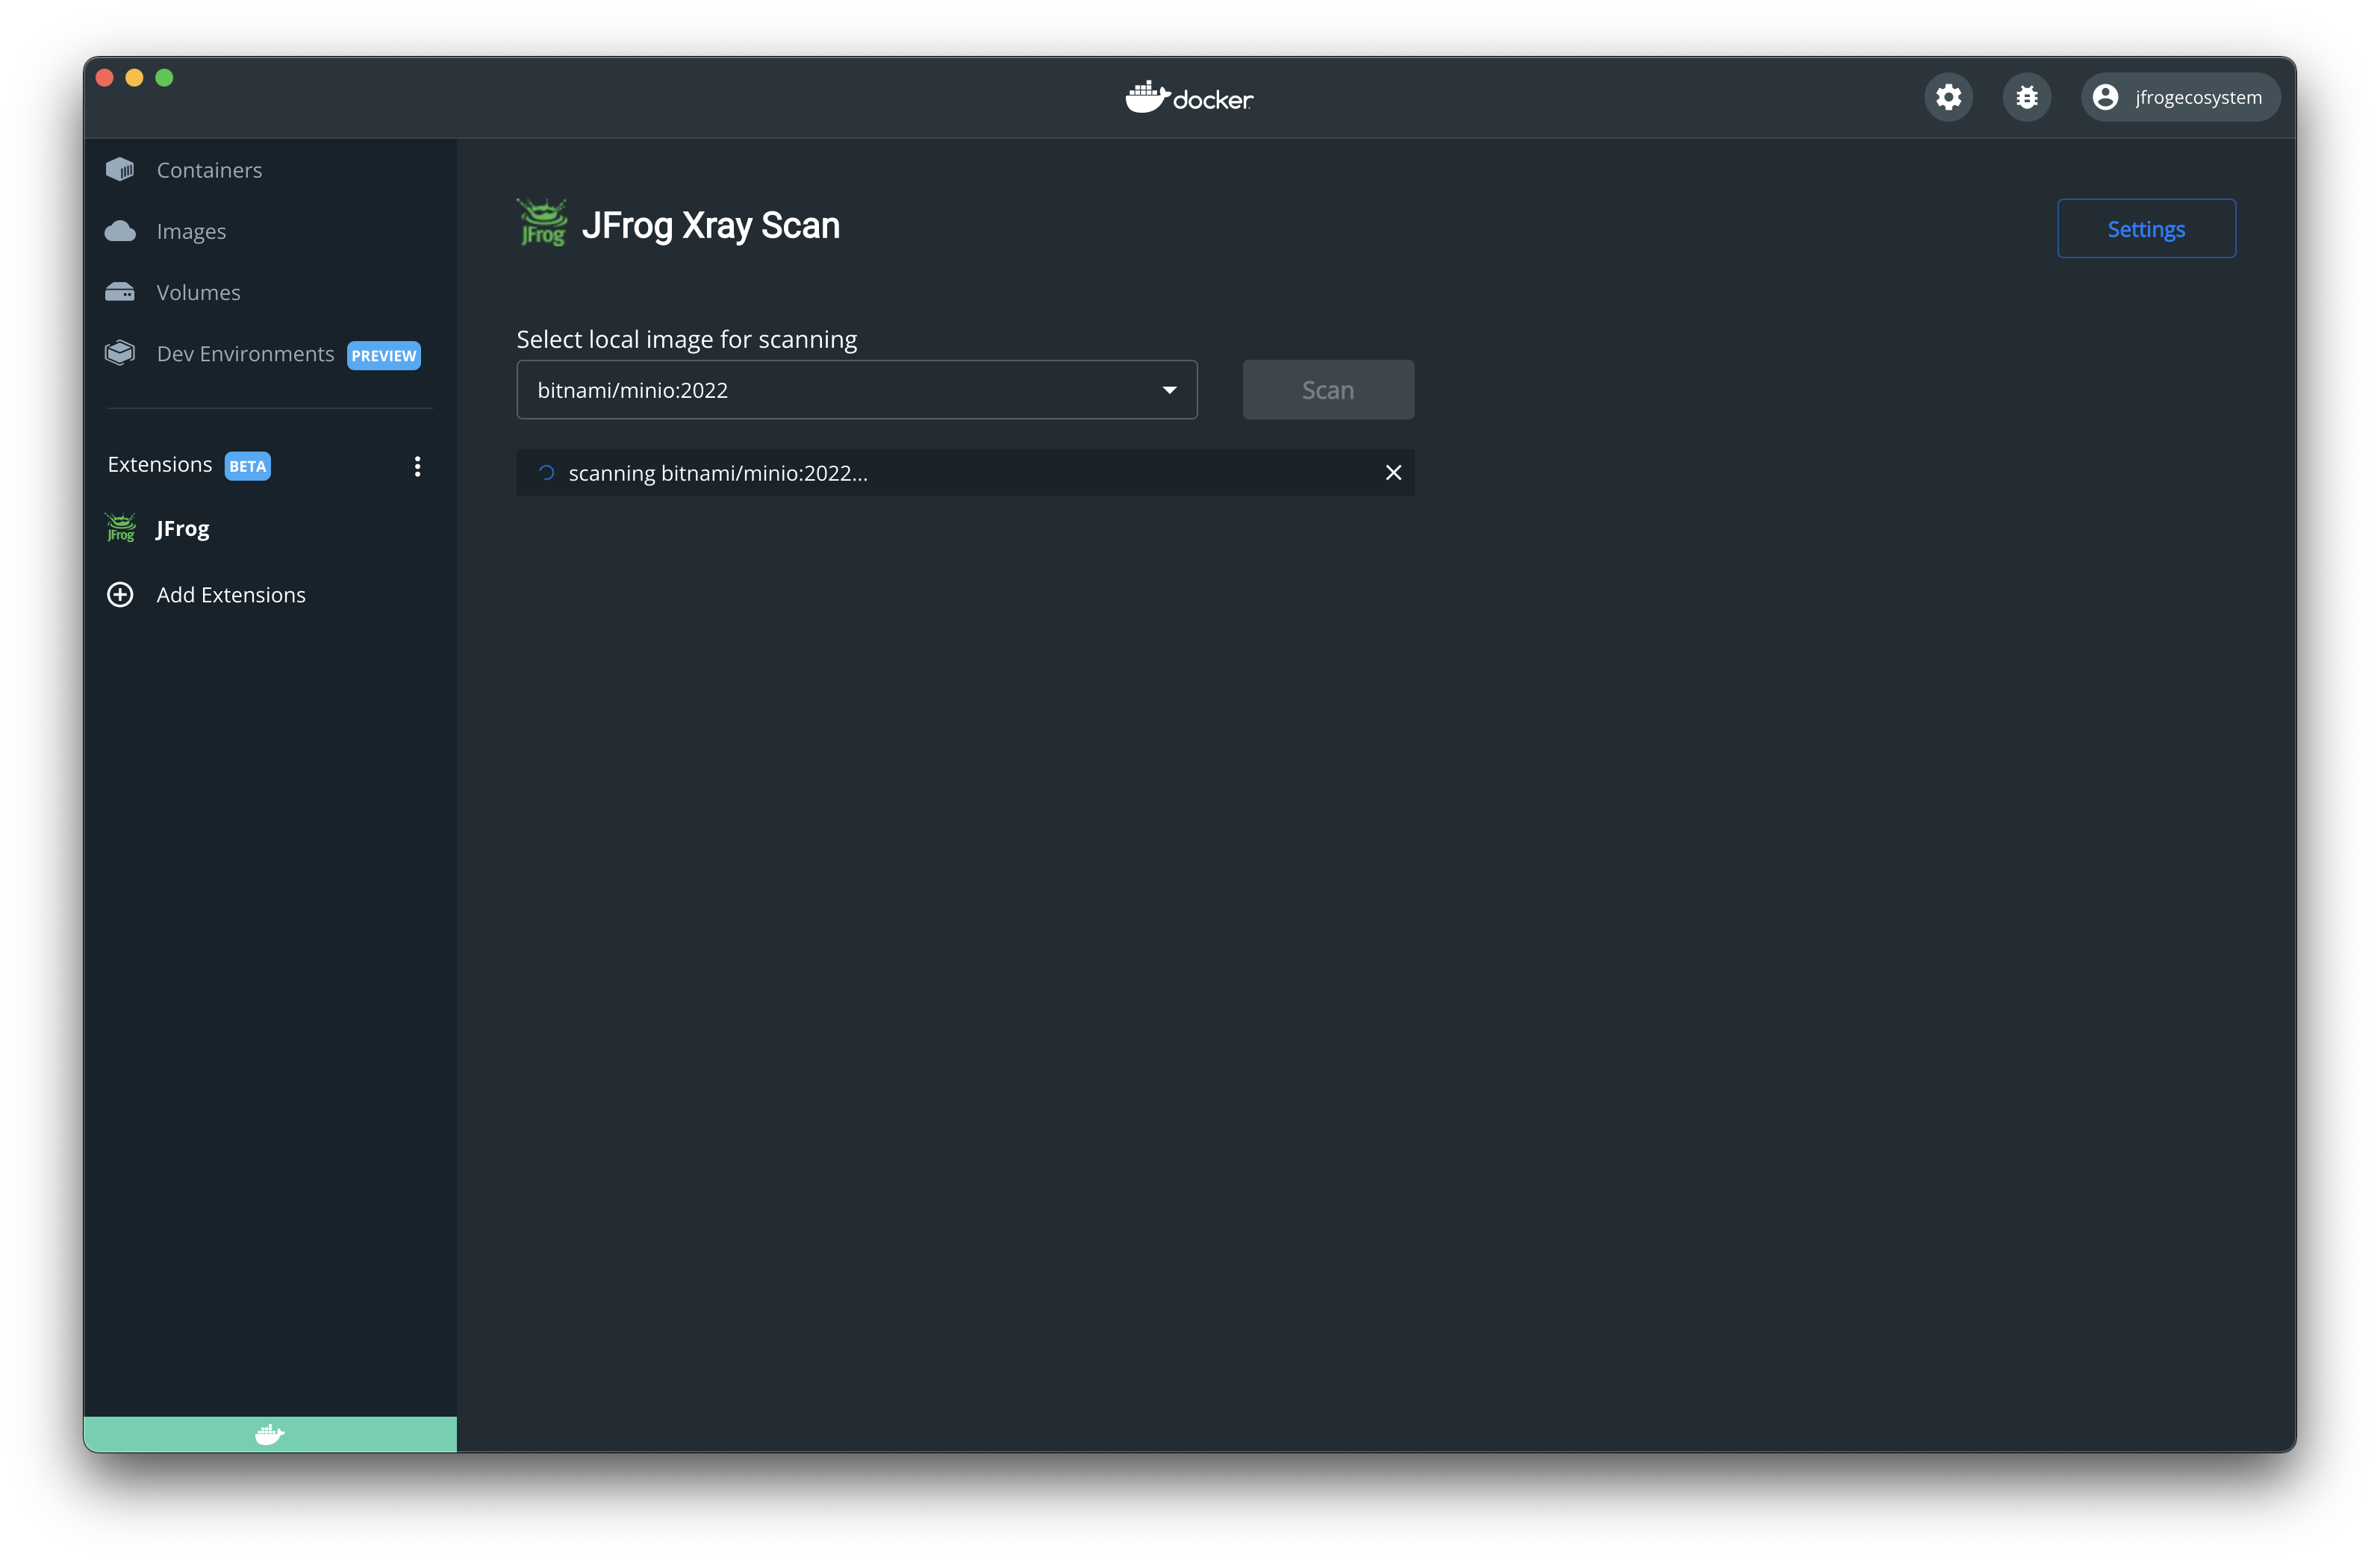 docker
jfrogecosystem
Containers
Images
Volumes
Dev Environments PREVIEW
Extensions BETA
JFrog
JFrog
Add Extensions
JFrog
JFrog Xray Scan
Settings
Select local image for scanning
bitnami/minio:2022
Scan
scanning bitnami/minio:2022...